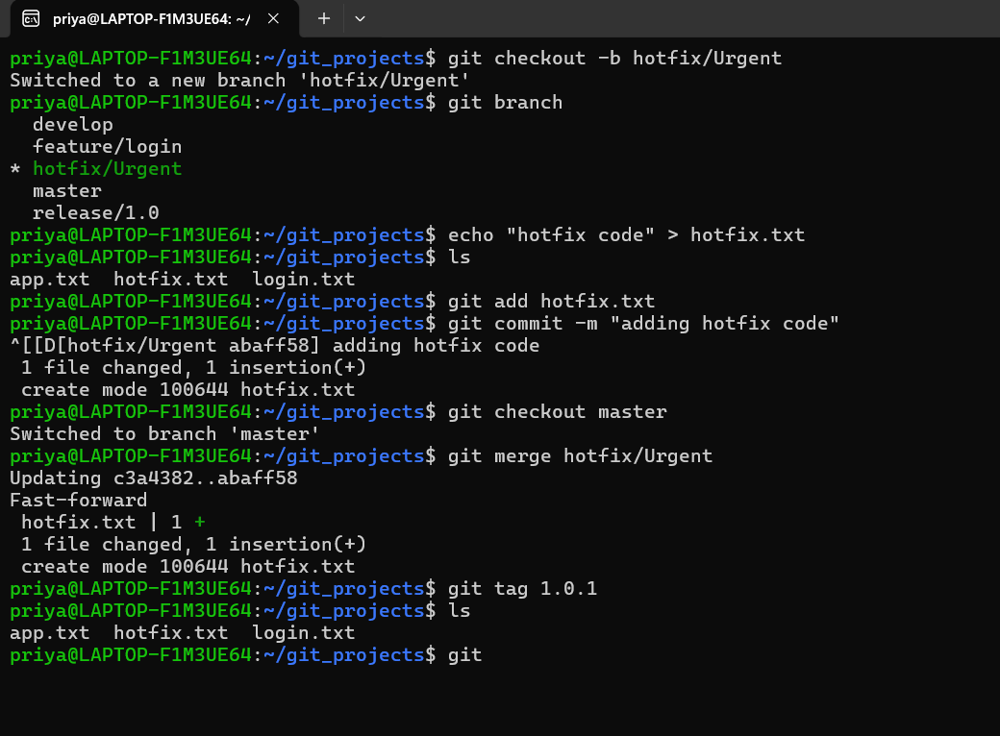 priya@LAPTOP-F1M3UE64: ~/
priya@LAPTOP-F1M3UE64:~/git_projects$ git checkout -b hotfix/Urgent
Switched to a new branch 'hotfix/Urgent'
priya@LAPTOP-F1M3UE64:~/git_projects$ git branch
  develop
  feature/login
* hotfix/Urgent
  master
  release/1.0
priya@LAPTOP-F1M3UE64:~/git_projects$ echo "hotfix code" > hotfix.txt
priya@LAPTOP-F1M3UE64:~/git_projects$ ls
app.txt  hotfix.txt  login.txt
priya@LAPTOP-F1M3UE64:~/git_projects$ git add hotfix.txt
priya@LAPTOP-F1M3UE64:~/git_projects$ git commit -m "adding hotfix code"
^[[D[hotfix/Urgent abaff58] adding hotfix code
 1 file changed, 1 insertion(+)
 create mode 100644 hotfix.txt
priya@LAPTOP-F1M3UE64:~/git_projects$ git checkout master
Switched to branch 'master'
priya@LAPTOP-F1M3UE64:~/git_projects$ git merge hotfix/Urgent
Updating c3a4382..abaff58
Fast-forward
 hotfix.txt | 1 +
 1 file changed, 1 insertion(+)
 create mode 100644 hotfix.txt
priya@LAPTOP-F1M3UE64:~/git_projects$ git tag 1.0.1
priya@LAPTOP-F1M3UE64:~/git_projects$ ls
app.txt  hotfix.txt  login.txt
priya@LAPTOP-F1M3UE64:~/git_projects$ git